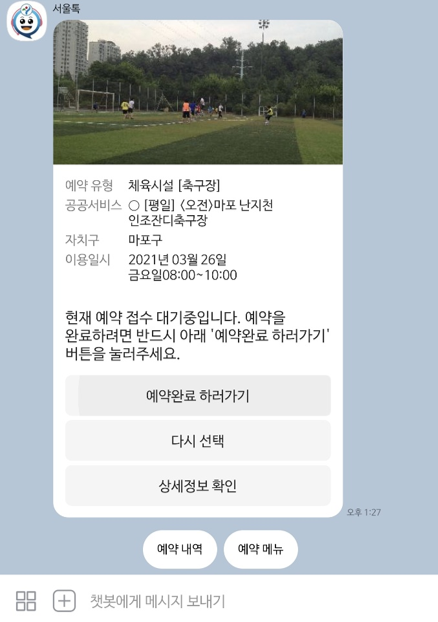 서울톡
예약 유형 체육시설 [축구장]
공공서비스 ○ [평일] <오전>마포 난지천
인조잔디축구장
자치구 마포구
이용일시 2021년 03월 26일
금요일08:00~10:00
현재 예약 접수 대기중입니다. 예약을
완료하려면 반드시 아래 '예약완료 하러가기'
버튼을 눌러주세요.
예약완료 하러가기
다시 선택
상세정보 확인
오후 1:27
예약 내역 예약 메뉴
챗봇에게 메시지 보내기